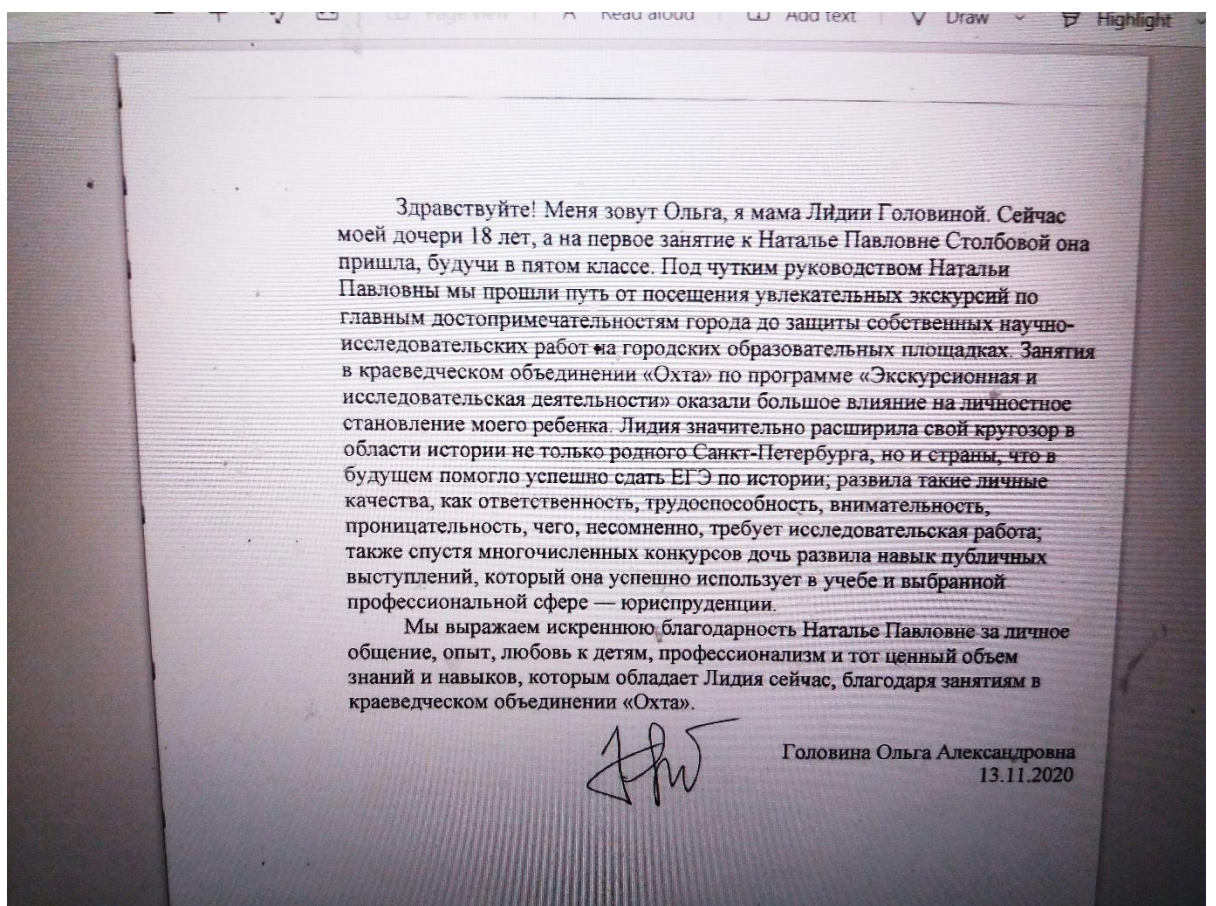 Page view
Read aloud
Add text
Draw
Highlight
Здравствуйте! Меня зовут Ольга, я мама Лидии Головиной. Сейчас
моей дочери 18 лет, а на первое занятие к Наталье Павловне Столбовой она
пришла, будучи в пятом классе. Под чутким руководством Натальи
Павловны мы прошли путь от посещения увлекательных экскурсий по
главным достопримечательностям города до защиты собственных научно-
исследовательских работ на городских образовательных площадках. Занятия
в краеведческом объединении «Охта» по программе «Экскурсионная и
исследовательская деятельности» оказали большое влияние на личностное
становление моего ребенка. Лидия значительно расширила свой кругозор в
области истории не только родного Санкт-Петербурга, но и страны, что в
будущем помогло успешно сдать ЕГЭ по истории; развила такие личные
качества, как ответственность, трудоспособность, внимательность,
проницательность, чего, несомненно, требует исследовательская работа;
также спустя многочисленных конкурсов дочь развила навык публичных
выступлений, который она успешно использует в учебе и выбранной
профессиональной сфере — юриспруденции.
Мы выражаем искреннюю благодарность Наталье Павловне за личное
общение, опыт, любовь к детям, профессионализм и тот ценный объем
знаний и навыков, которым обладает Лидия сейчас, благодаря занятиям в
краеведческом объединении «Охта».
Головина Ольга Александровна
13.11.2020